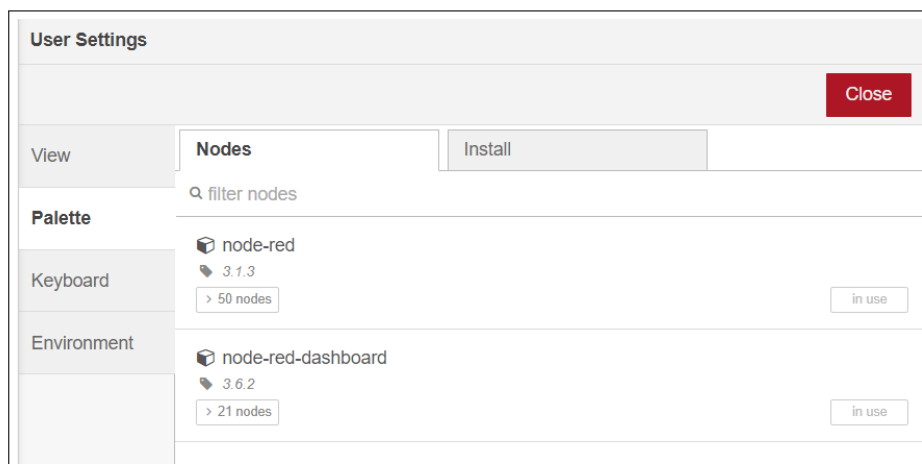 User Settings
Close
View
Palette
Keyboard
Environment
Nodes
Install
filter nodes
node-red
3.1.3
> 50 nodes
in use
node-red-dashboard
3.6.2
> 21 nodes
in use